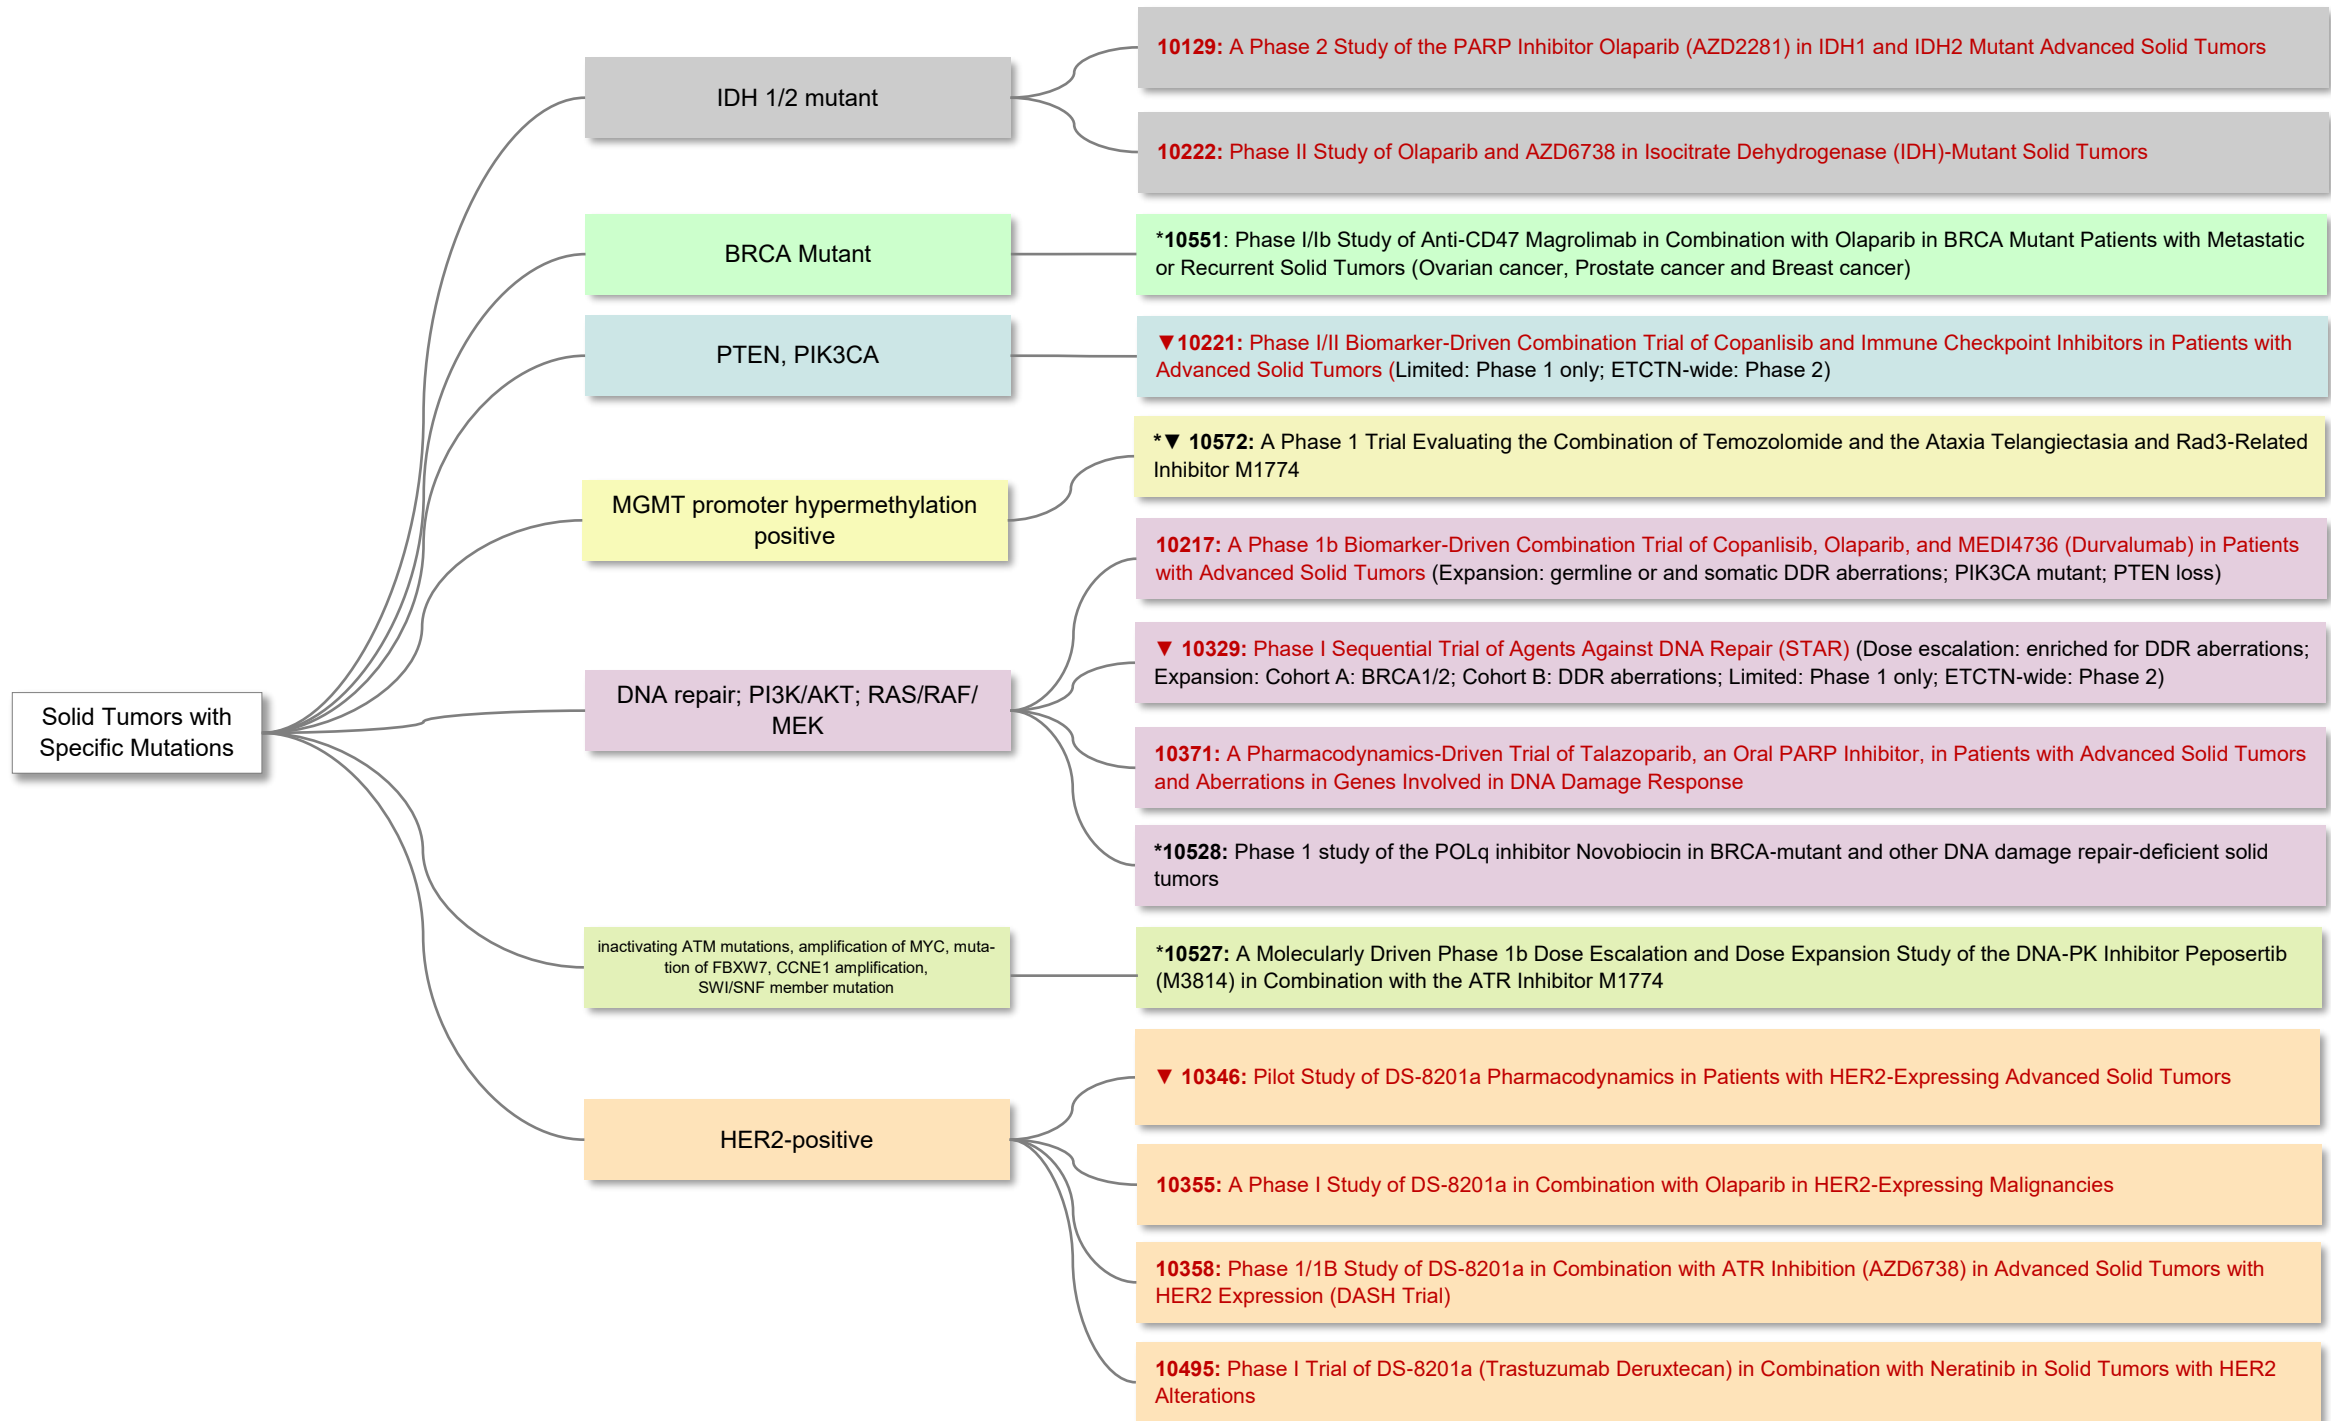 Solid Tumors with
Specific Mutations
IDH 1/2 mutant
10129: A Phase 2 Study of the PARP Inhibitor Olaparib (AZD2281) in IDH1 and IDH2 Mutant Advanced Solid Tumors
10222: Phase II Study of Olaparib and AZD6738 in Isocitrate Dehydrogenase (IDH)-Mutant Solid Tumors
BRCA Mutant
*10551: Phase I/Ib Study of Anti-CD47 Magrolimab in Combination with Olaparib in BRCA Mutant Patients with Metastatic
or Recurrent Solid Tumors (Ovarian cancer, Prostate cancer and Breast cancer)
PTEN, PIK3CA
▼10221: Phase I/II Biomarker-Driven Combination Trial of Copanlisib and Immune Checkpoint Inhibitors in Patients with
Advanced Solid Tumors (Limited: Phase 1 only; ETCTN-wide: Phase 2)
MGMT promoter hypermethylation
positive
*▼ 10572: A Phase 1 Trial Evaluating the Combination of Temozolomide and the Ataxia Telangiectasia and Rad3-Related
Inhibitor M1774
DNA repair; PI3K/AKT; RAS/RAF/
MEK
10217: A Phase 1b Biomarker-Driven Combination Trial of Copanlisib, Olaparib, and MEDI4736 (Durvalumab) in Patients
with Advanced Solid Tumors (Expansion: germline or and somatic DDR aberrations; PIK3CA mutant; PTEN loss)
▼ 10329: Phase I Sequential Trial of Agents Against DNA Repair (STAR) (Dose escalation: enriched for DDR aberrations;
Expansion: Cohort A: BRCA1/2; Cohort B: DDR aberrations; Limited: Phase 1 only; ETCTN-wide: Phase 2)
10371: A Pharmacodynamics-Driven Trial of Talazoparib, an Oral PARP Inhibitor, in Patients with Advanced Solid Tumors
and Aberrations in Genes Involved in DNA Damage Response
*10528: Phase 1 study of the POLq inhibitor Novobiocin in BRCA-mutant and other DNA damage repair-deficient solid
tumors
inactivating ATM mutations, amplification of MYC, muta-
tion of FBXW7, CCNE1 amplification,
SWI/SNF member mutation
*10527: A Molecularly Driven Phase 1b Dose Escalation and Dose Expansion Study of the DNA-PK Inhibitor Peposertib
(M3814) in Combination with the ATR Inhibitor M1774
HER2-positive
▼ 10346: Pilot Study of DS-8201a Pharmacodynamics in Patients with HER2-Expressing Advanced Solid Tumors
10355: A Phase I Study of DS-8201a in Combination with Olaparib in HER2-Expressing Malignancies
10358: Phase 1/1B Study of DS-8201a in Combination with ATR Inhibition (AZD6738) in Advanced Solid Tumors with
HER2 Expression (DASH Trial)
10495: Phase I Trial of DS-8201a (Trastuzumab Deruxtecan) in Combination with Neratinib in Solid Tumors with HER2
Alterations